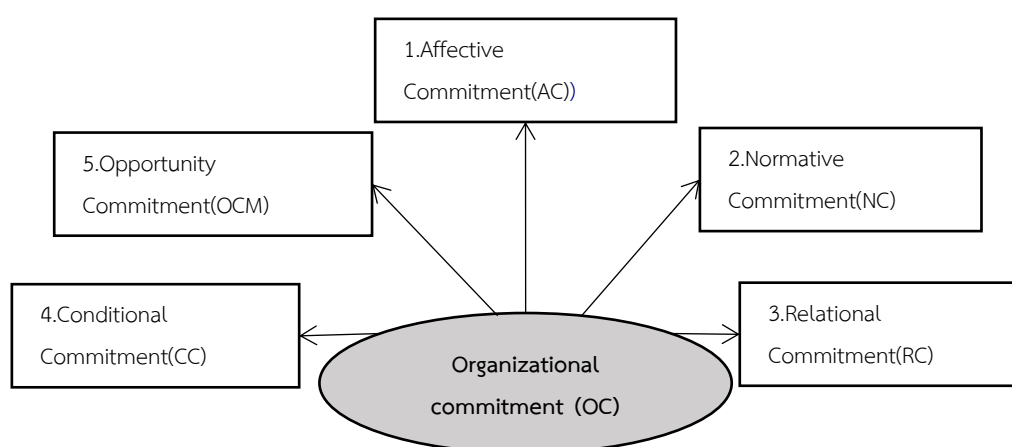 1.Affective
Commitment(AC))
5.Opportunity
Commitment(OCM)
2.Normative
Commitment(NC)
4.Conditional
Commitment(CC)
3.Relational
Commitment(RC)
Organizational
commitment (OC)